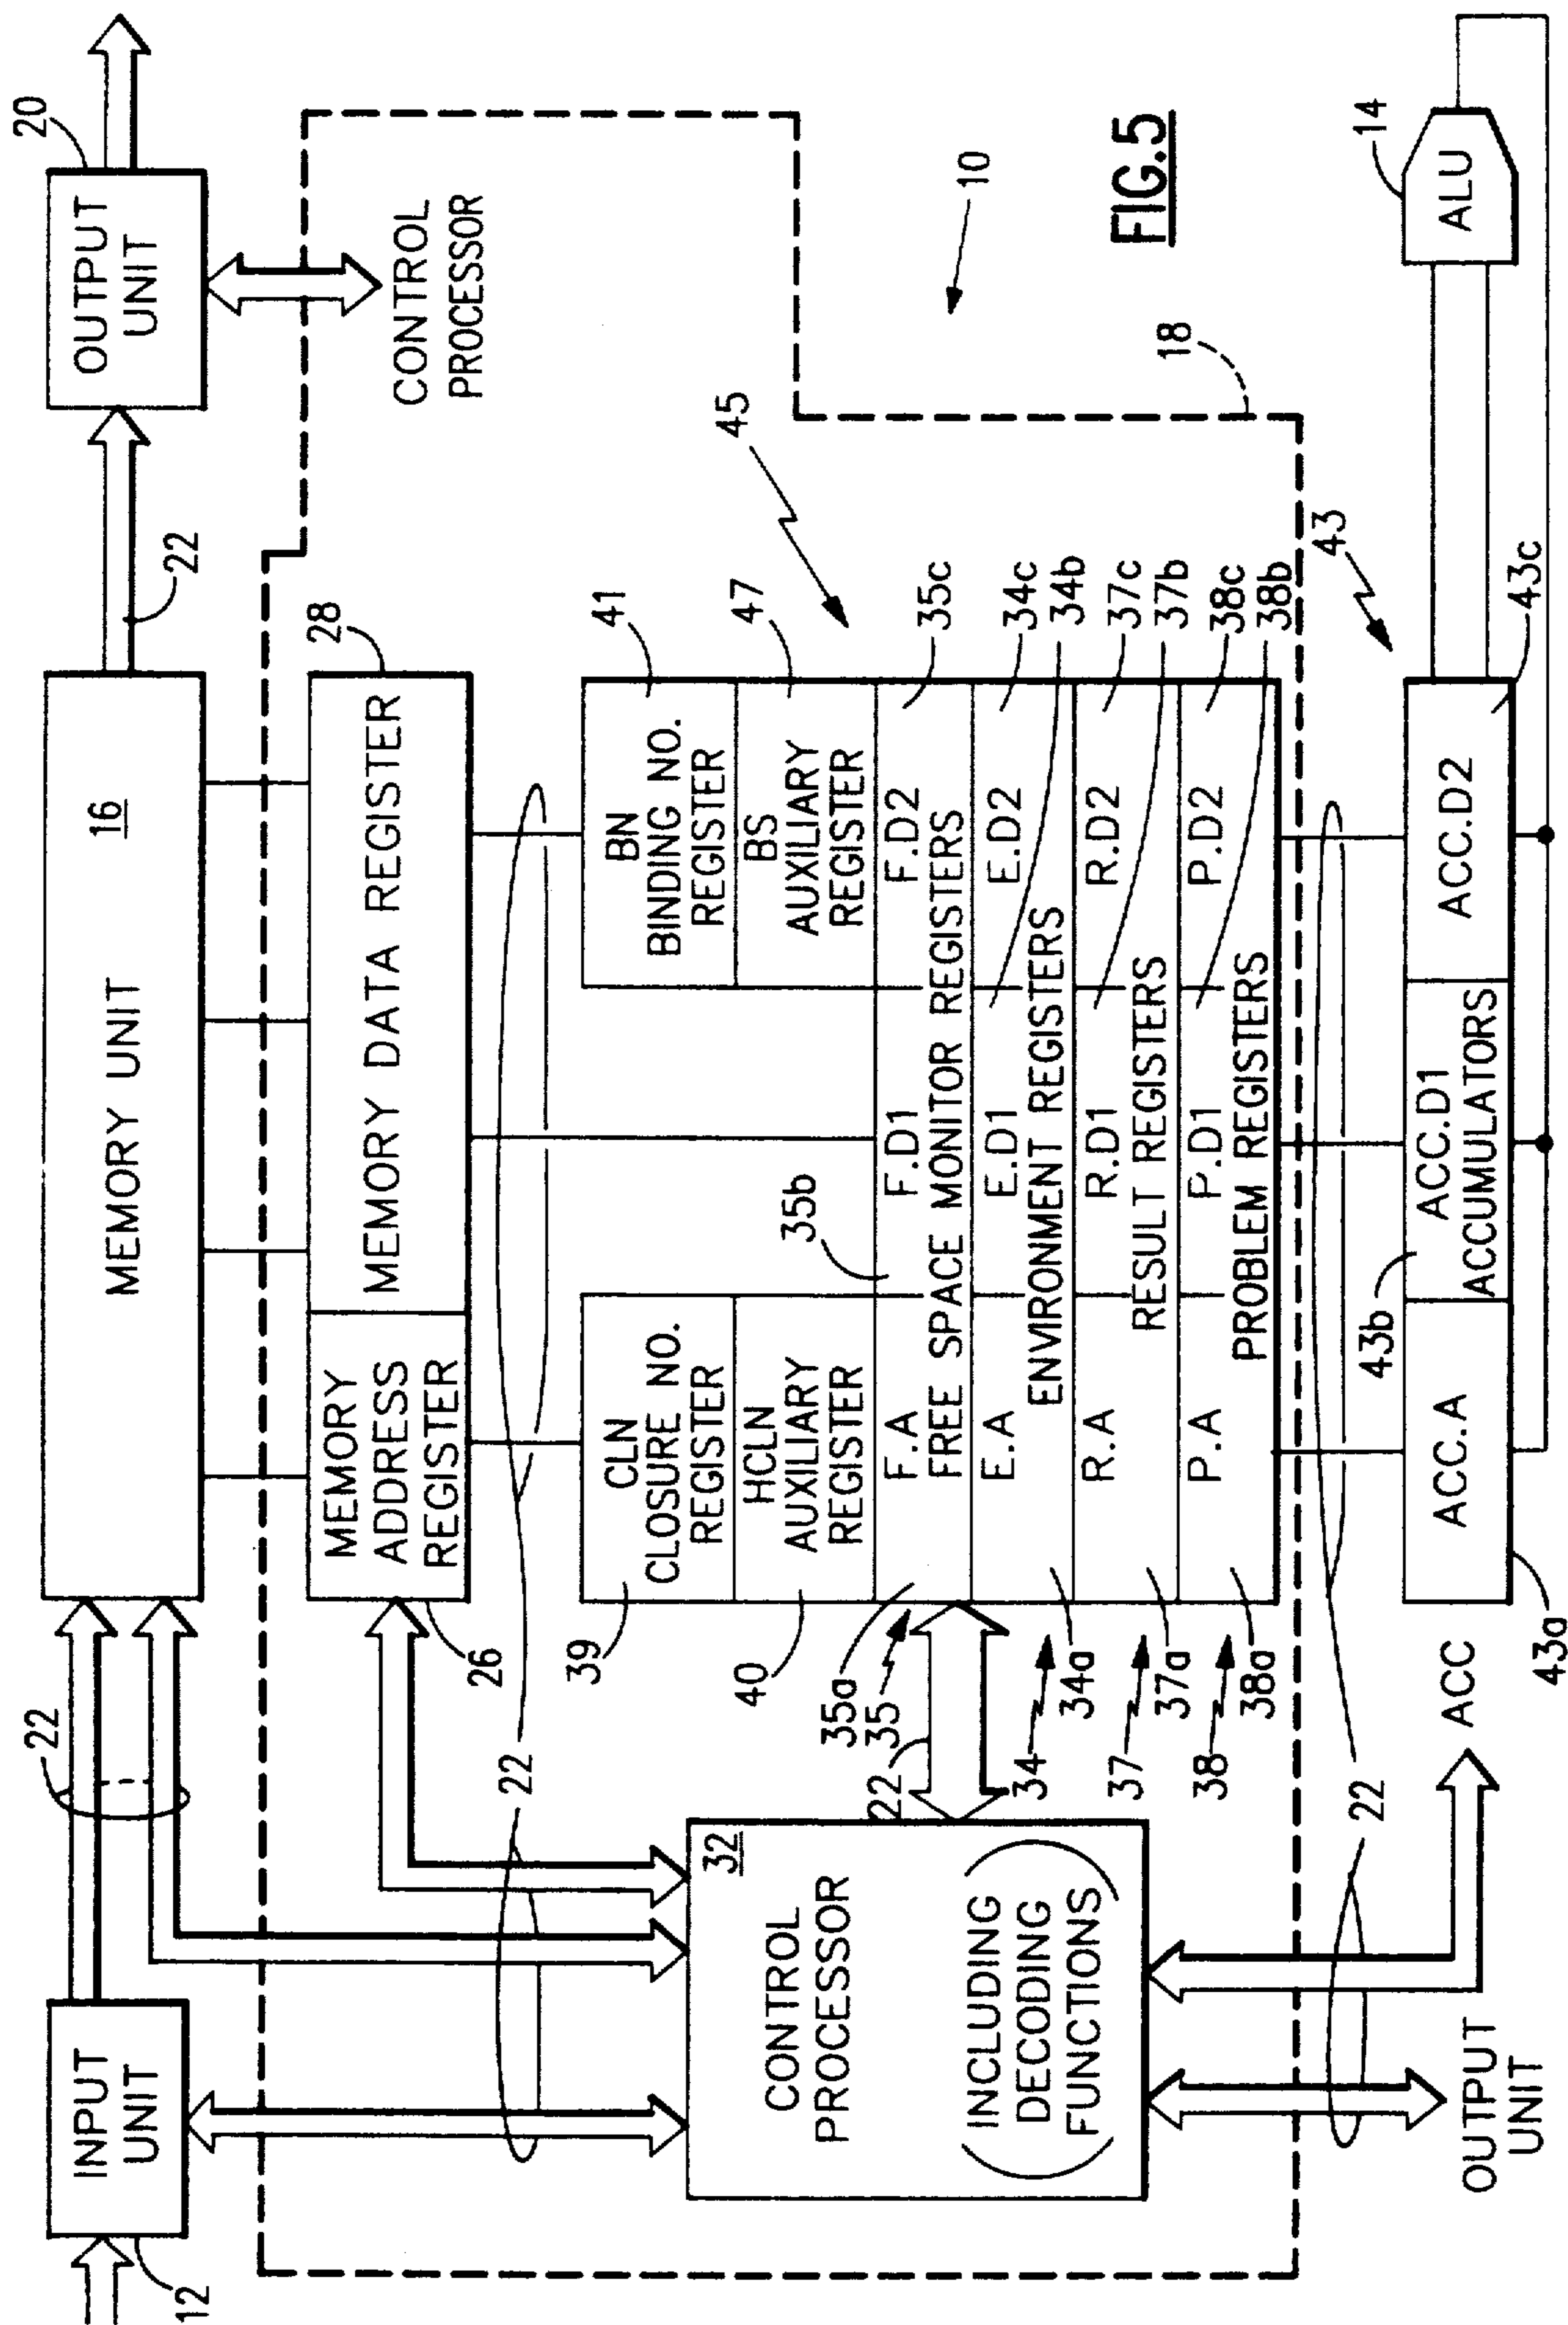 12
INPUT
UNIT
22
MEMORY UNIT
16
22
OUTPUT
UNIT
20
CONTROL
PROCESSOR
26
MEMORY
ADDRESS
REGISTER
MEMORY DATA REGISTER
28
22
32
CONTROL
PROCESSOR
(INCLUDING
DECODING
FUNCTIONS)
22
39
CLN
CLOSURE NO.
REGISTER
40
HCLN
AUXILIARY
REGISTER
BN
BINDING NO.
REGISTER
41
BS
AUXILIARY
REGISTER
47
45
35a
35
F.A
35b
F.D1
F.D2
35c
FREE SPACE MONITOR REGISTERS
34
34a
E.A
E.D1
E.D2
34c
34b
ENVIRONMENT REGISTERS
37
37a
R.A
R.D1
R.D2
37c
37b
RESULT REGISTERS
38
38a
P.A
P.D1
P.D2
38c
38b
PROBLEM REGISTERS
18
10
FIG.5
22
OUTPUT
UNIT
ACC
43
43a
ACC.A
43b
ACC.D1
ACCUMULATORS
ACC.D2
43c
ALU
14